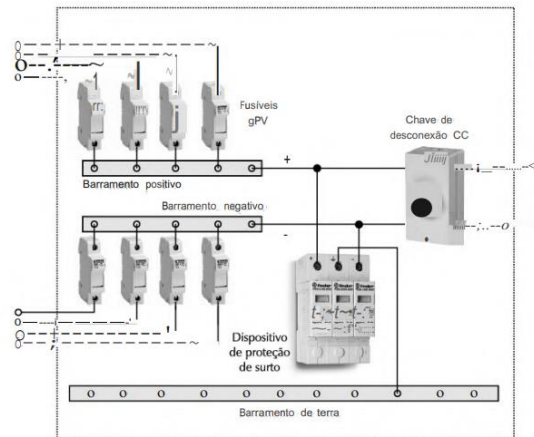 Fusíveis
gPV
Chave de
desconexão CC
+
Barramento positivo
Barramento negativo
-
Dispositivo
de proteção
de surto
Barramento de terra